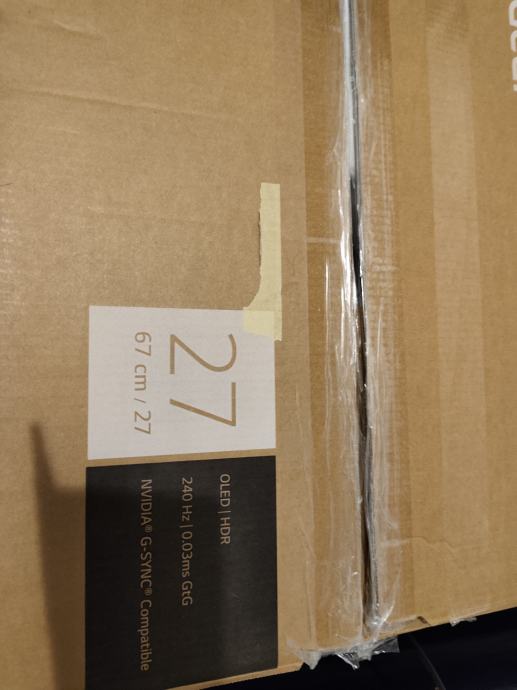 27
67 cm / 27
OLED | HDR
240 Hz | 0.03ms GtG
NVIDIA® G-SYNC® Compatible